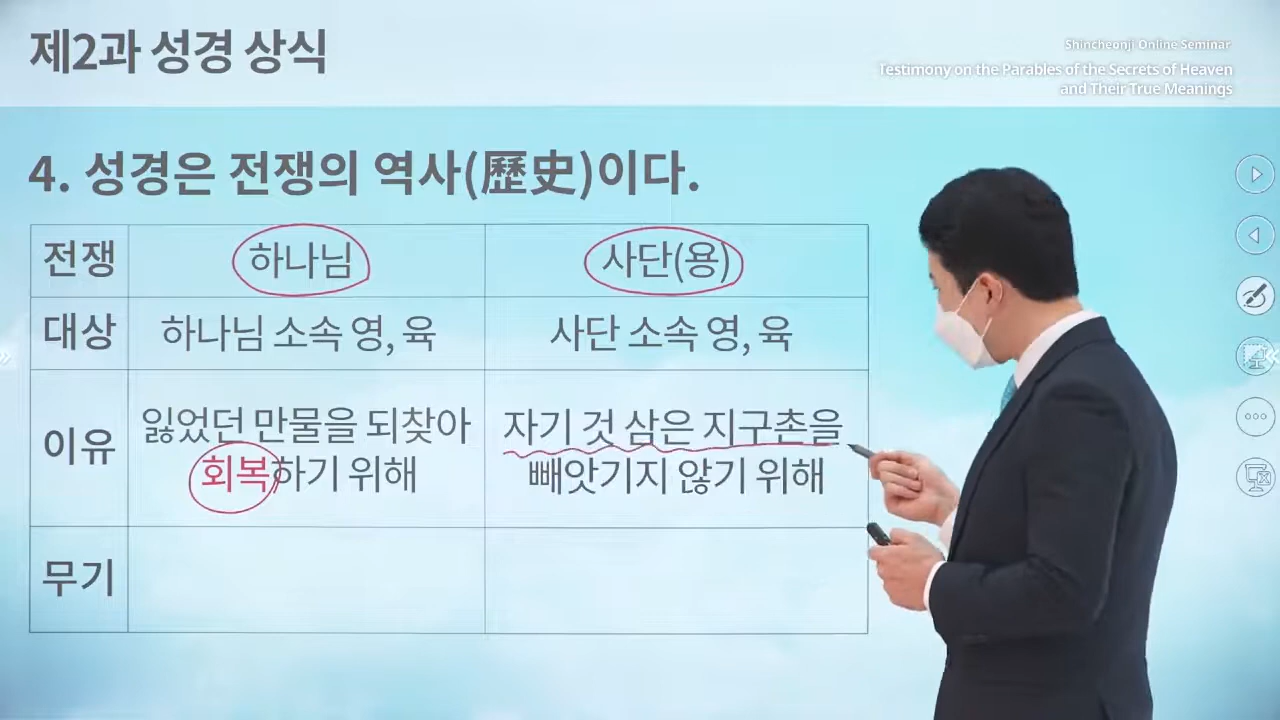 제2과 성경 상식
Shincheonji Online Seminar
Testimony on the Parables of the Secrets of Heaven
and Their True Meanings
4. 성경은 전쟁의 역사(歷史)이다.
전쟁
하나님
사단(용)
대상
하나님 소속 영, 육
사단 소속 영, 육
이유
잃었던 만물을 되찾아
회복하기 위해
자기 것 삼은 지구촌을
빼앗기지 않기 위해
무기